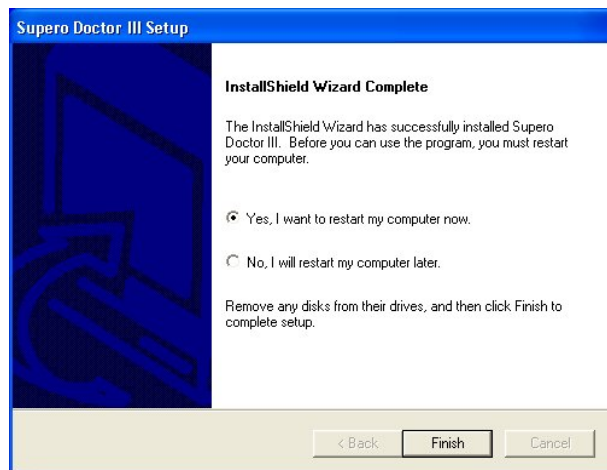 Supero Doctor III Setup
InstallShield Wizard Complete
The InstallShield Wizard has successfully installed Supero
Doctor III. Before you can use the program, you must restart
your computer.
Yes, I want to restart my computer now.
No, I will restart my computer later.
Remove any disks from their drives, and then click Finish to
complete setup.
< Back Finish Cancel